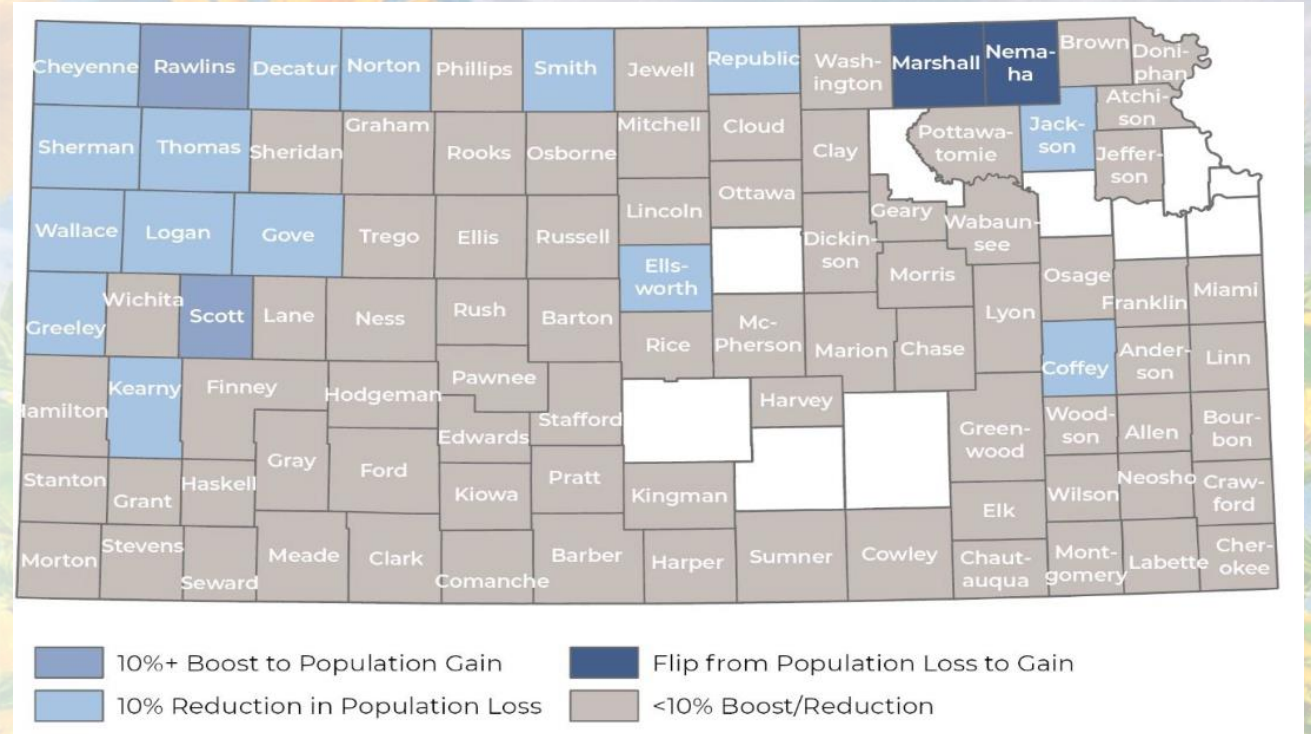 Cheyenne
Rawlins
Decatur
Norton
Phillips
Smith
Jewell
Republic
Wash-
ington
Marshall
Nema-
ha
Brown
Doni-
phan
Atchi-
son
Sherman
Thomas
Sheridan
Graham
Rooks
Osborne
Mitchell
Cloud
Clay
Pottawa-
tomie
Jack-
son
Jeffer-
son
Ottawa
Lincoln
Wallace
Logan
Gove
Trego
Ellis
Russell
Ells-
worth
Dickin-
son
Geary
Wabaun-
see
Morris
Osage
Franklin
Miami
Greeley
Wichita
Scott
Lane
Ness
Rush
Barton
Rice
Mc-
Pherson
Marion
Chase
Lyon
Coffey
Ander-
son
Linn
Hamilton
Kearny
Finney
Hodgeman
Pawnee
Edwards
Stafford
Harvey
Green-
wood
Wood-
son
Allen
Bour-
bon
Stanton
Grant
Haskell
Gray
Ford
Kiowa
Pratt
Kingman
Elk
Wilson
Neosho
Craw-
ford
Morton
Stevens
Seward
Meade
Clark
Comanche
Barber
Harper
Sumner
Cowley
Chaut-
auqua
Mont-
gomery
Labette
Cher-
okee
10%+ Boost to Population Gain
Flip from Population Loss to Gain
10% Reduction in Population Loss
<10% Boost/Reduction